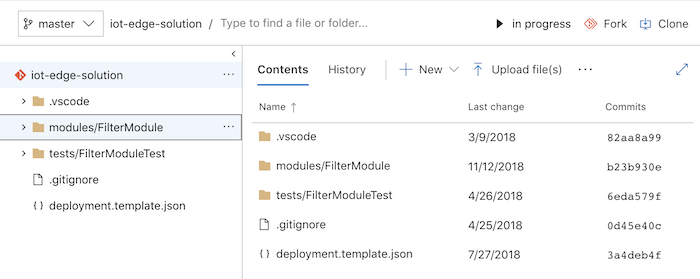 master iot-edge-solution / Type to find a file or folder... in progress Fork Clone
iot-edge-solution ...
.vscode
modules/FilterModule ...
tests/FilterModuleTest
.gitignore
{ } deployment.template.json
Contents History + New Upload file(s) ...
Name ↑ Last change Commits
.vscode 3/9/2018 82aa8a99
modules/FilterModule 11/12/2018 b23b930e
tests/FilterModuleTest 4/26/2018 6eda579f
.gitignore 4/25/2018 0d45e40c
{ } deployment.template.json 7/27/2018 3a4deb4f